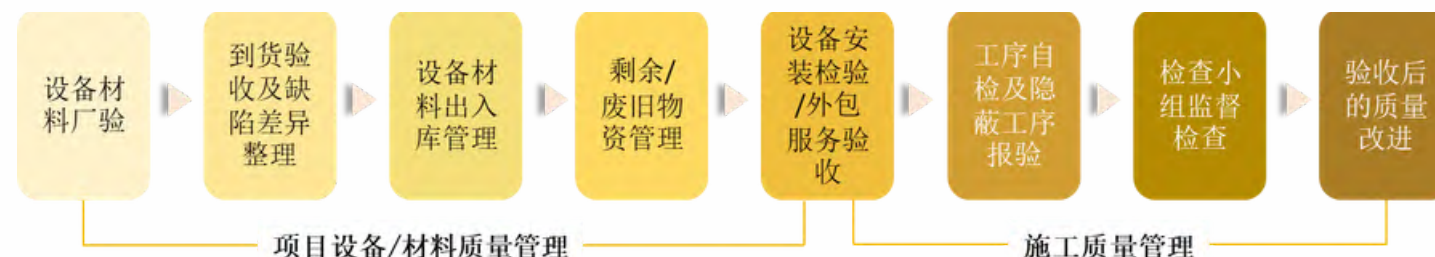 设备材
料厂验
到货验
收及缺
陷差异
整理
设备材
料出入
库管理
剩余/
废旧物
资管理
设备安
装检验
/外包
服务验
收
工序自
检及隐
蔽工序
报验
检查小
组监督
检查
验收后
的质量
改进
项目设备/材料质量管理
施工质量管理